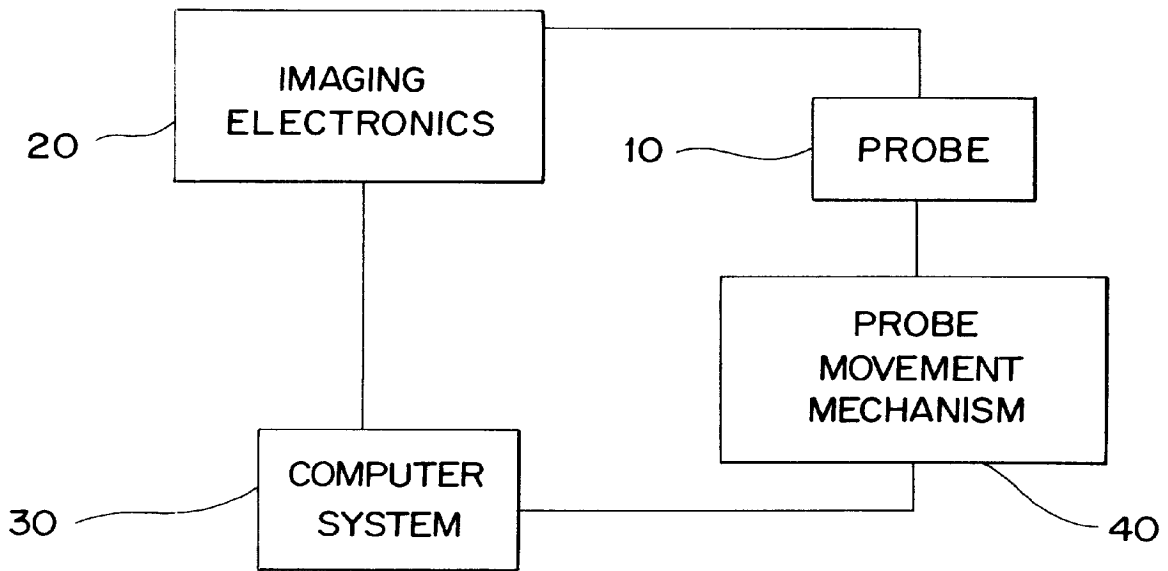 IMAGING
ELECTRONICS
20
10
PROBE
PROBE
MOVEMENT
MECHANISM
COMPUTER
SYSTEM
30
40